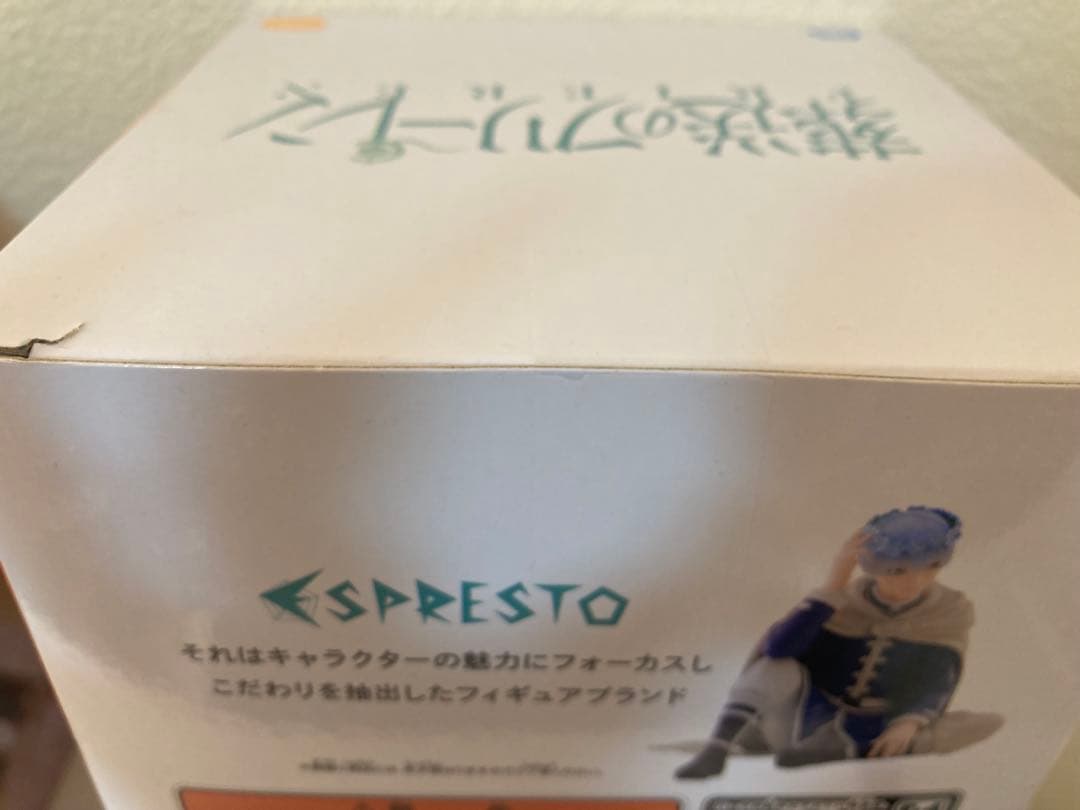 葬送のフリーレン
ESPRESTO
それはキャラクターの魅力にフォーカスし
こだわりを抽出したフィギュアブランド